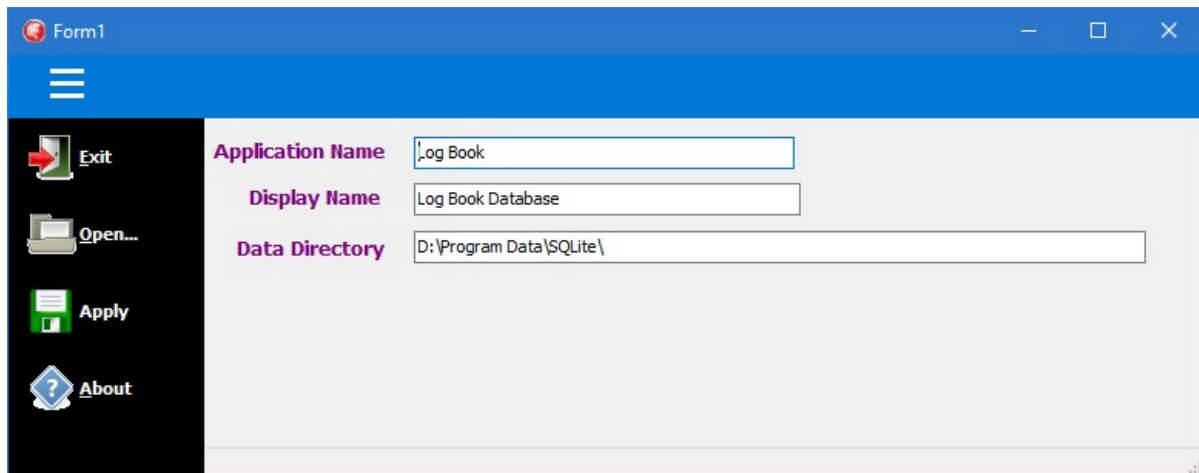 Form1
Exit
Open...
Apply
About
Application Name Log Book
Display Name Log Book Database
Data Directory D:\Program Data\SQLite\